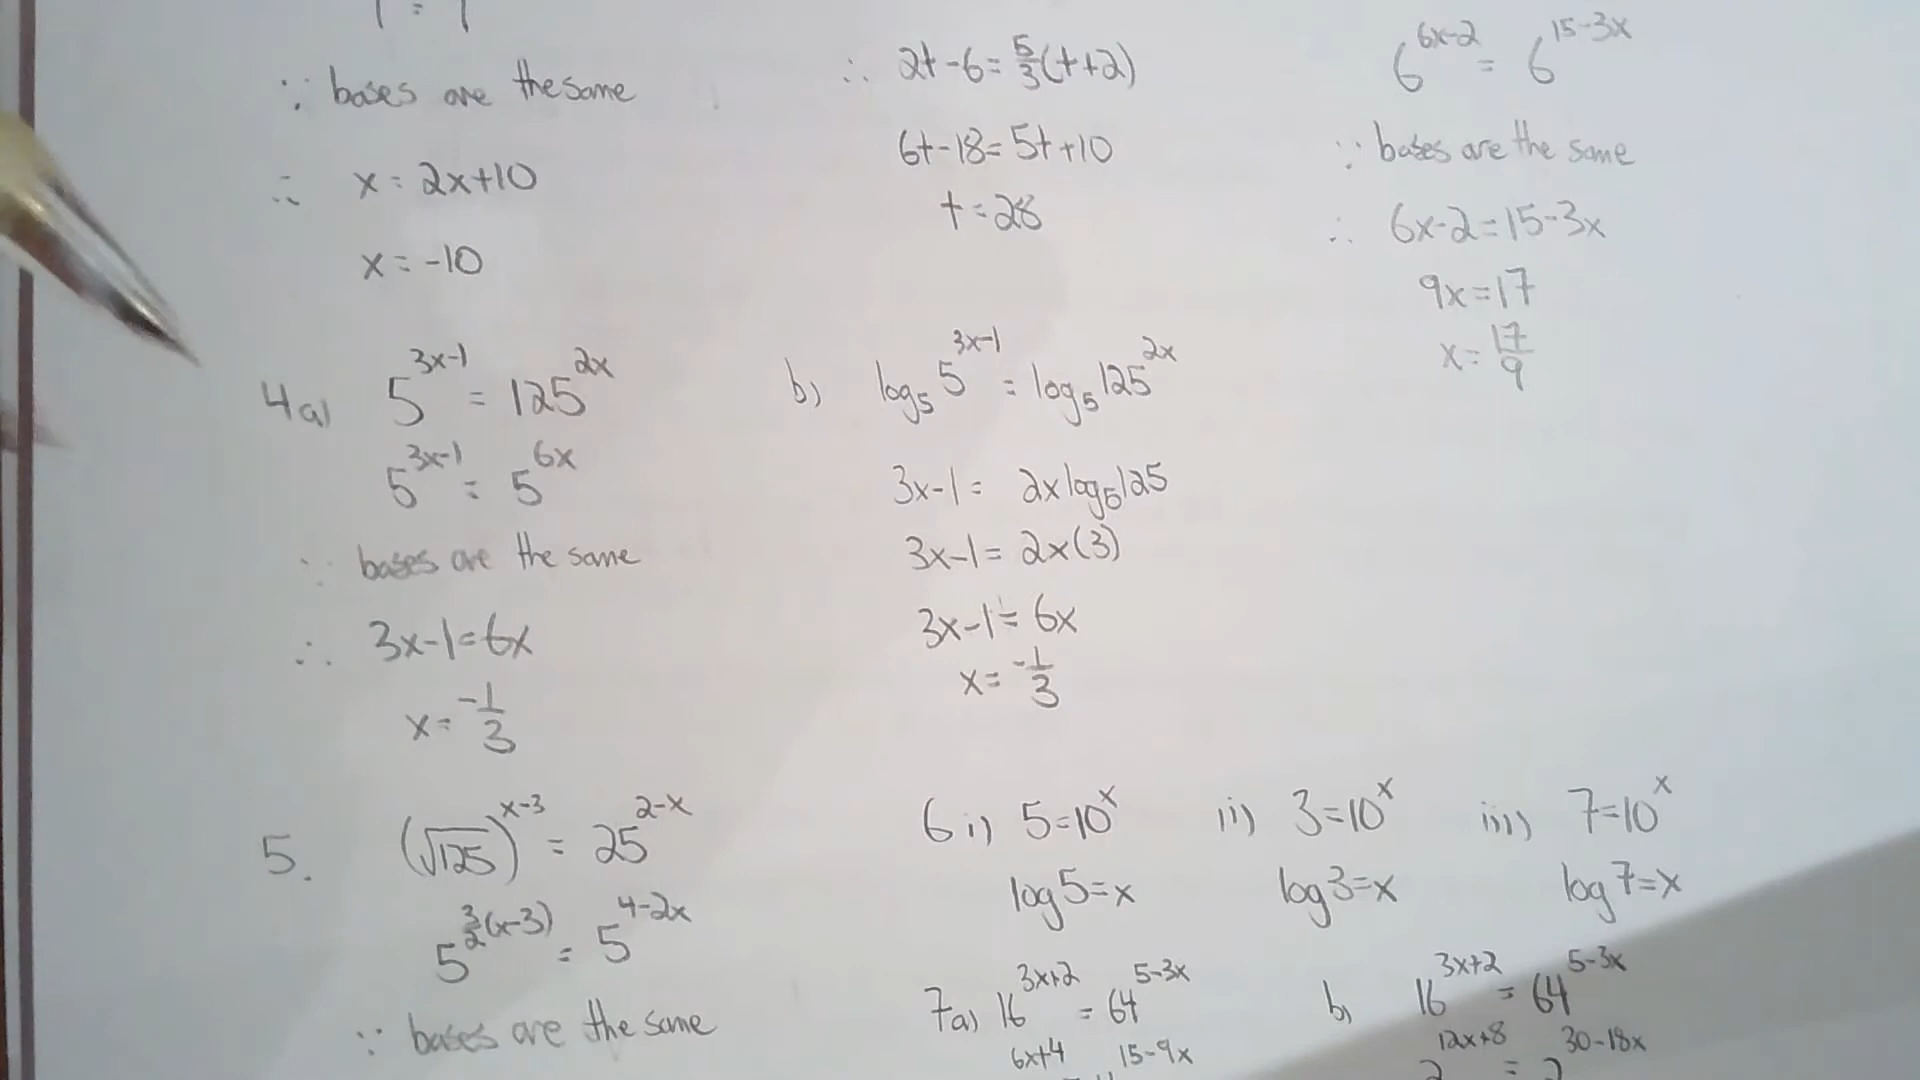 ∵ bases are the same
∴ x = 2x+10
x = -10
∴ 2t-6 = 5/3(t+2)
6t-18 = 5t+10
t = 28
6^(6x-2) = 6^(15-3x)
∵ bases are the same
∴ 6x-2 = 15-3x
9x = 17
x = 17/9
4a) 5^(3x-1) = 125^(2x)
5^(3x-1) = 5^(6x)
∵ bases are the same
∴ 3x-1 = 6x
x = -1/3
b) log₅ 5^(3x-1) = log₅ 125^(2x)
3x-1 = 2x log₅ 125
3x-1 = 2x(3)
3x-1 = 6x
x = -1/3
5. (√125)^(x-3) = 25^(2-x)
5^(3/2(x-3)) = 5^(4-2x)
∵ bases are the same
6 i) 5 = 10^x
log 5 = x
ii) 3 = 10^x
log 3 = x
iii) 7 = 10^x
log 7 = x
7a) 16^(3x+2) = 64^(5-3x)
6x+4 15-9x
b) 16^(3x+2) = 64^(5-3x)
2^(12x+8) = 2^(30-18x)